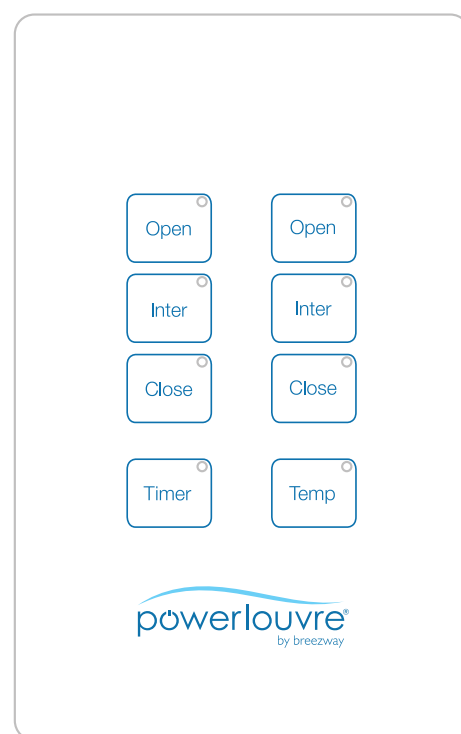 Open Open
Inter Inter
Close Close
Timer Temp
powerlouvre®
by breezway